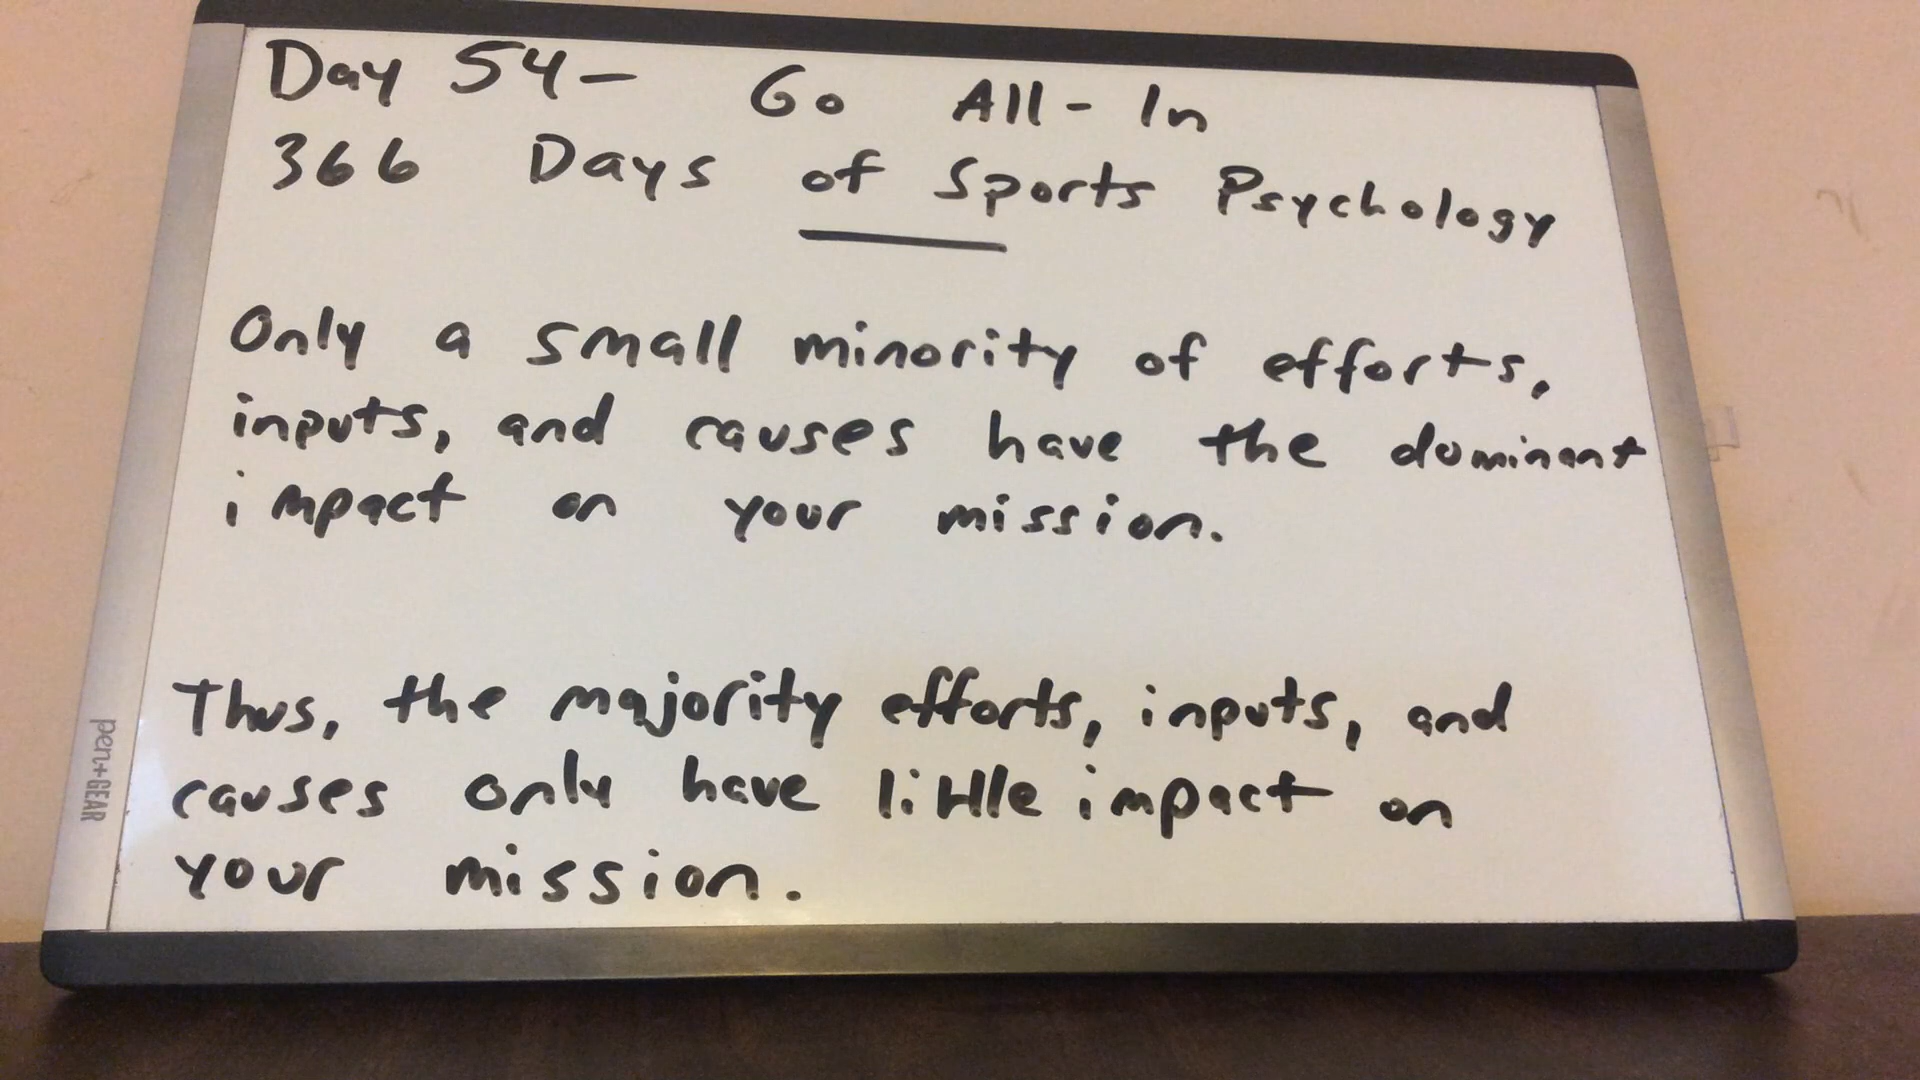 Day 54- Go All-In
366 Days of Sports Psychology
Only a small minority of efforts,
inputs, and causes have the dominant
impact on your mission.
Thus, the majority efforts, inputs, and
causes only have little impact on
your mission.
pen+GEAR